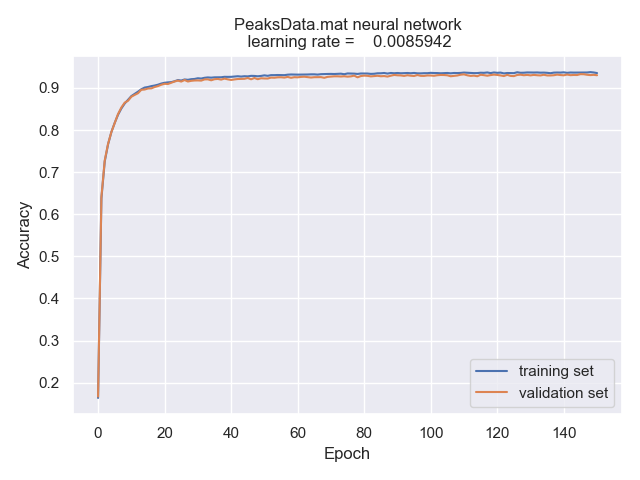 PeaksData.mat neural network
learning rate = 0.0085942
Accuracy
0.9
0.8
0.7
0.6
0.5
0.4
0.3
0.2
training set
validation set
0 20 40 60 80 100 120 140
Epoch